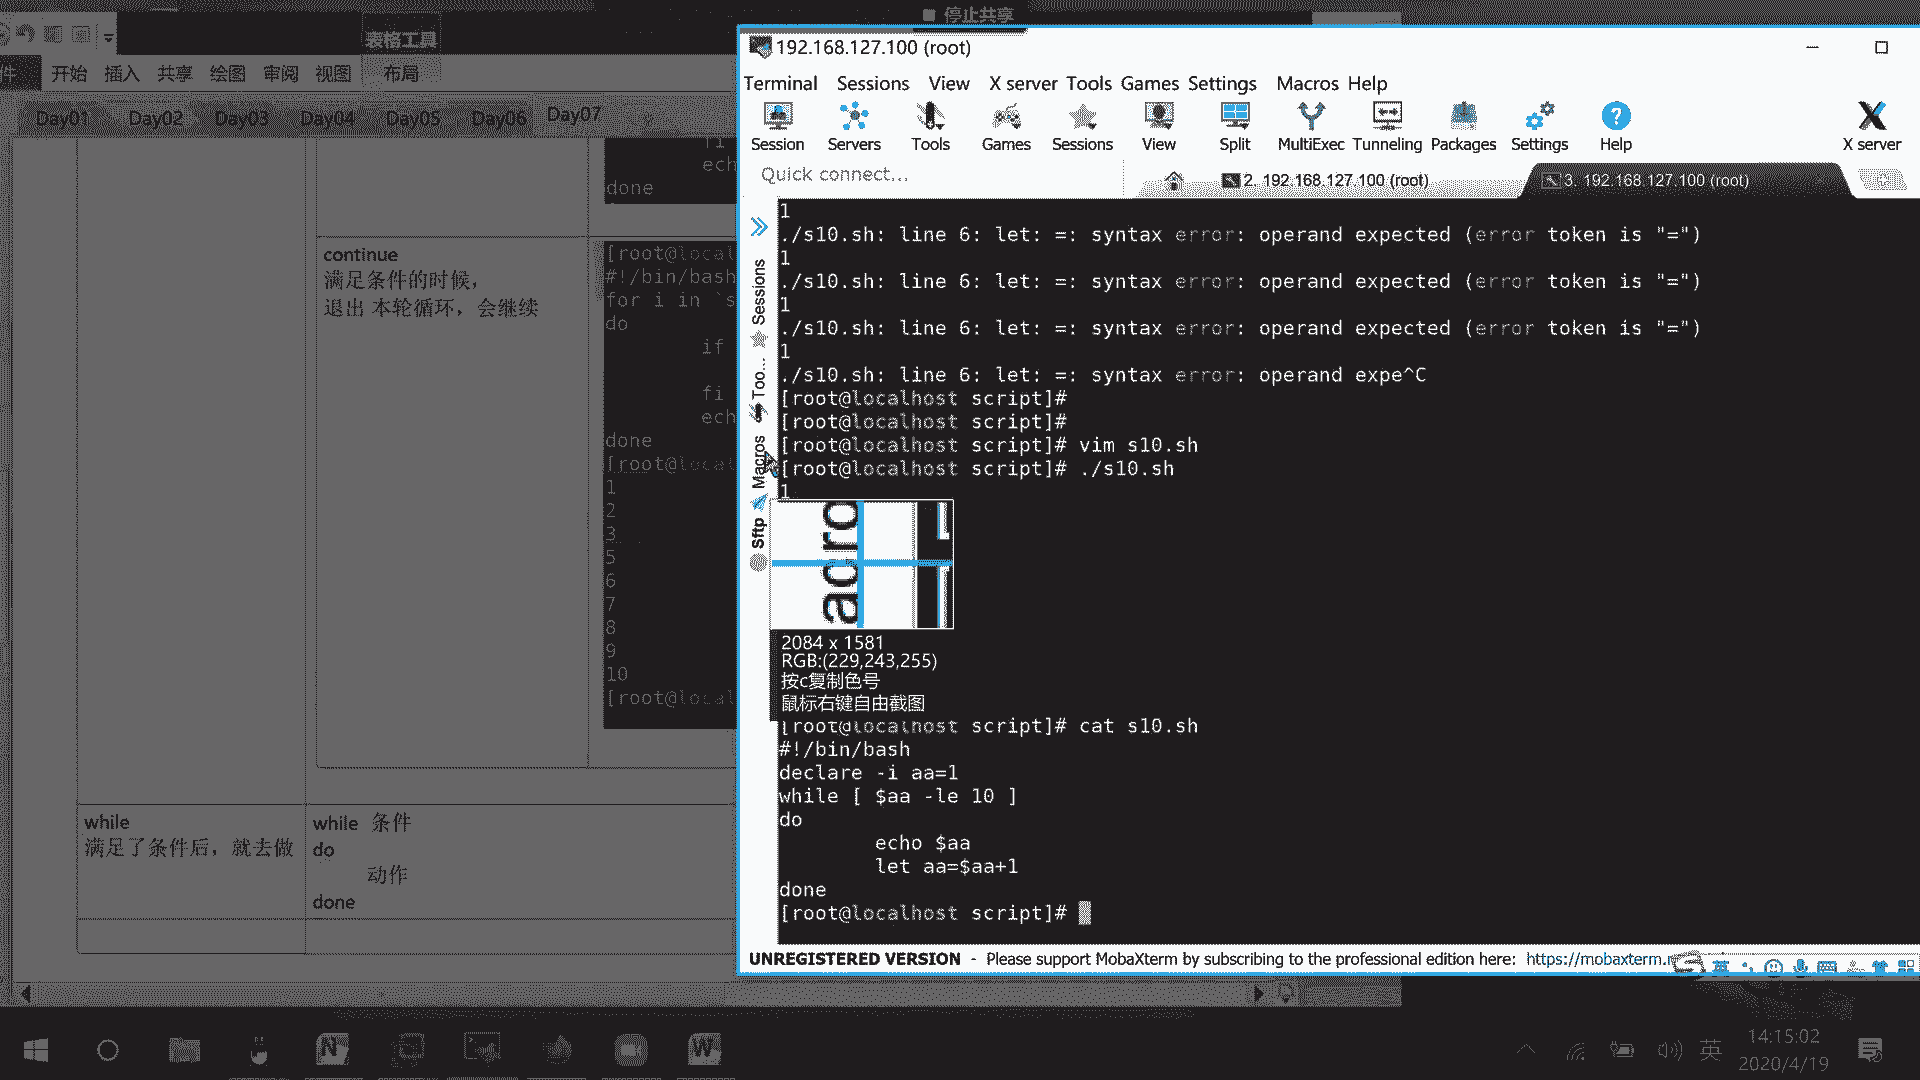 停止共享
表格工具
件 开始 插入 共享 绘图 审阅 视图 布局
Day01 Day02 Day03 Day04 Day05 Day06 Day07
fi
ech
done
continue
满足条件的时候，
退出 本轮循环，会继续
[root@local
#!/bin/bash
for i in `s
do
if
fi
ech
done
[root@local
1
2
3
5
6
7
8
9
10
[root@local
while
满足了条件后，就去做
while 条件
do
动作
done
192.168.127.100 (root)
Terminal Sessions View X server Tools Games Settings Macros Help
Session Servers Tools Games Sessions View Split MultiExec Tunneling Packages Settings Help X server
Quick connect...
2. 192.168.127.100 (root)
3. 192.168.127.100 (root)
Sessions
Too...
Macros
Sftp
1
./s10.sh: line 6: let: =: syntax error: operand expected (error token is "=")
1
./s10.sh: line 6: let: =: syntax error: operand expected (error token is "=")
1
./s10.sh: line 6: let: =: syntax error: operand expected (error token is "=")
1
./s10.sh: line 6: let: =: syntax error: operand expe^C
[root@localhost script]#
[root@localhost script]#
[root@localhost script]# vim s10.sh
[root@localhost script]# ./s10.sh
1
acro
2084 x 1581
RGB:(229,243,255)
按c复制色号
鼠标右键自由截图
[root@localhost script]# cat s10.sh
#!/bin/bash
declare -i aa=1
while [ $aa -le 10 ]
do
echo $aa
let aa=$aa+1
done
[root@localhost script]#
UNREGISTERED VERSION - Please support MobaXterm by subscribing to the professional edition here: https://mobaxterm.
英
英
14:15:02
2020/4/19